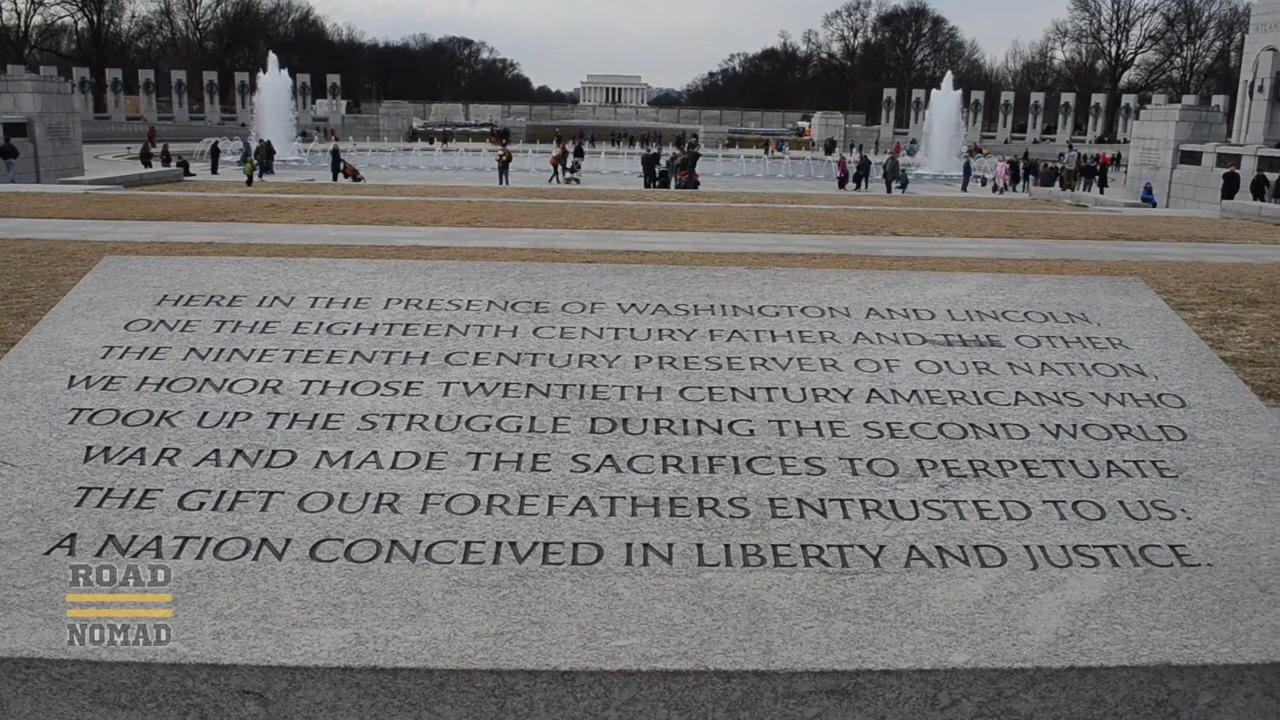 HERE IN THE PRESENCE OF WASHINGTON AND LINCOLN,
ONE THE EIGHTEENTH CENTURY FATHER AND THE OTHER
THE NINETEENTH CENTURY PRESERVER OF OUR NATION,
WE HONOR THOSE TWENTIETH CENTURY AMERICANS WHO
TOOK UP THE STRUGGLE DURING THE SECOND WORLD
WAR AND MADE THE SACRIFICES TO PERPETUATE
THE GIFT OUR FOREFATHERS ENTRUSTED TO US:
A NATION CONCEIVED IN LIBERTY AND JUSTICE.
ROAD
NOMAD